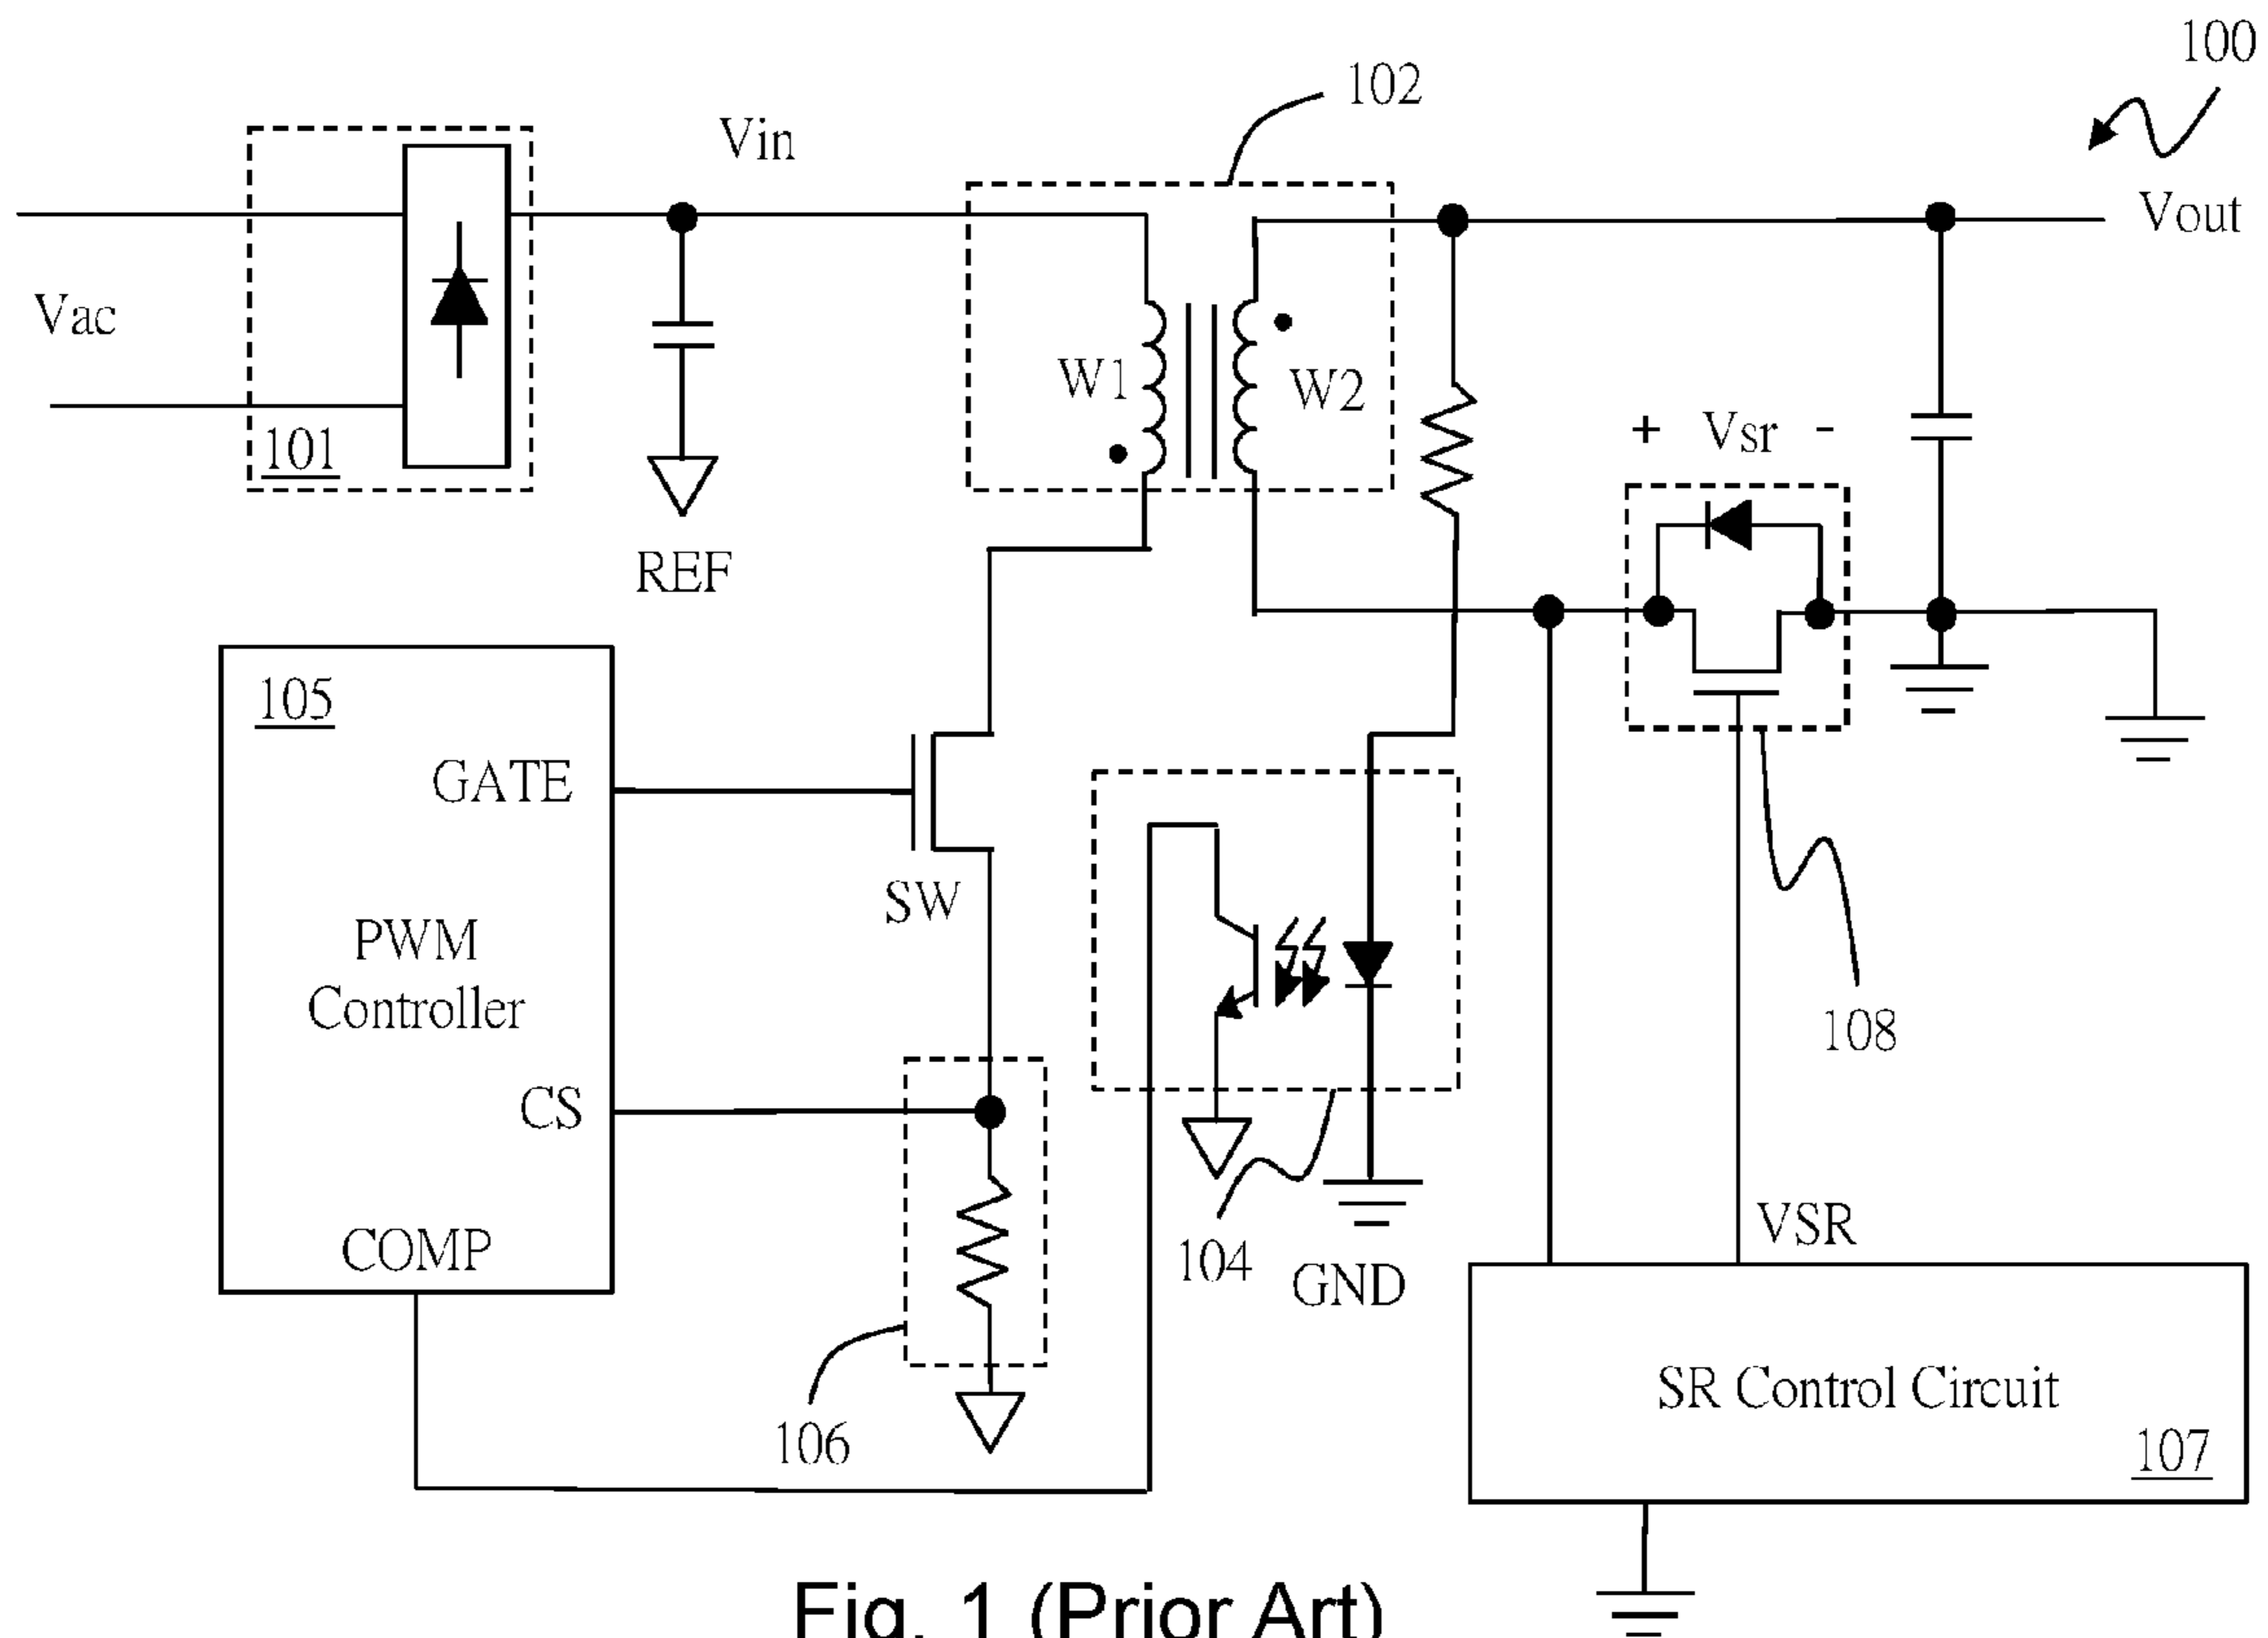 100
102
Vin
Vout
Vac
W1
W2
101
+ Vsr -
REF
105
GATE
SW
PWM
Controller
108
CS
VSR
COMP
104
GND
SR Control Circuit
106
107
Fig. 1 (Prior Art)